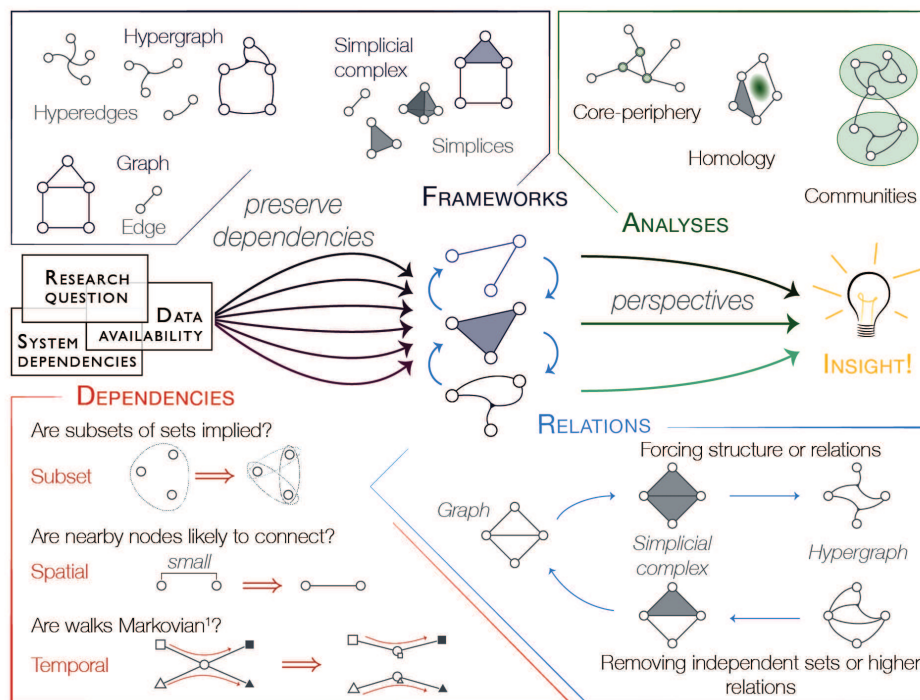 Hypergraph
Hyperedges
Simplicial
complex
Simplices
Graph
Edge
FRAMEWORKS
Core-periphery
Homology
Communities
ANALYSES
preserve
dependencies
RESEARCH
QUESTION
DATA
AVAILABILITY
SYSTEM
DEPENDENCIES
perspectives
INSIGHT!
DEPENDENCIES
Are subsets of sets implied?
Subset
Are nearby nodes likely to connect?
Spatial
small
Are walks Markovian¹?
Temporal
RELATIONS
Forcing structure or relations
Graph
Simplicial
complex
Hypergraph
Removing independent sets or higher
relations